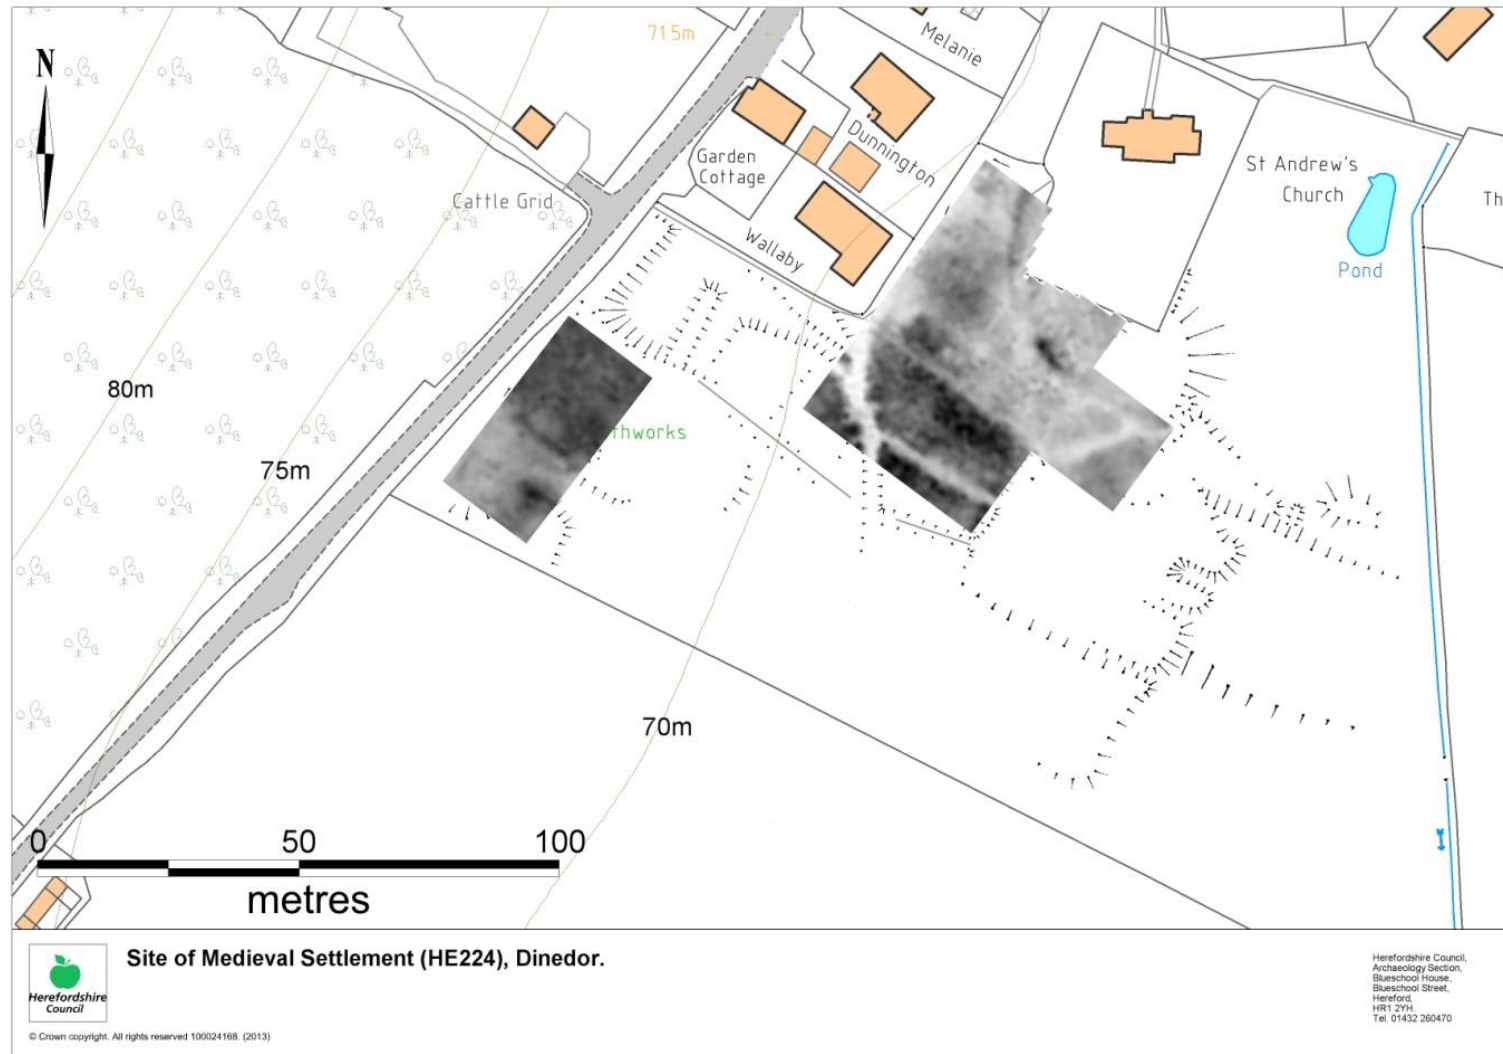 N
71.5m
Melanie
Dunnington
Garden
Cottage
Cattle Grid
Wallaby
St Andrew's
Church
Th
Pond
80m
75m
thworks
70m
0 50 100
metres
Site of Medieval Settlement (HE224), Dinedor.
Herefordshire
Council
© Crown copyright. All rights reserved 100024168. (2013)
Herefordshire Council,
Archaeology Section,
Blueschool House,
Blueschool Street,
Hereford,
HR1 2YH.
Tel. 01432 260470